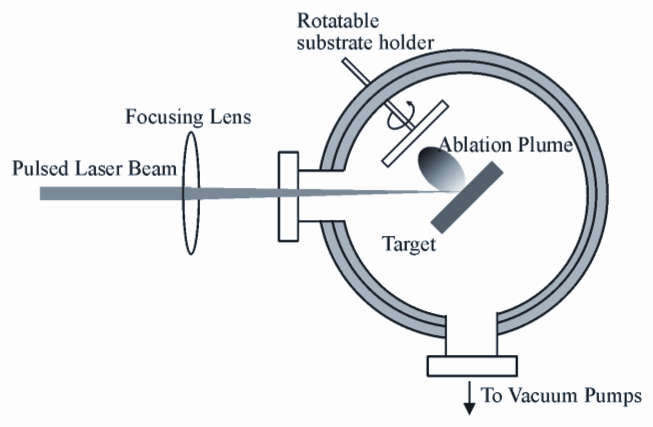 Rotatable
substrate holder
Focusing Lens
Ablation Plume
Pulsed Laser Beam
Target
To Vacuum Pumps